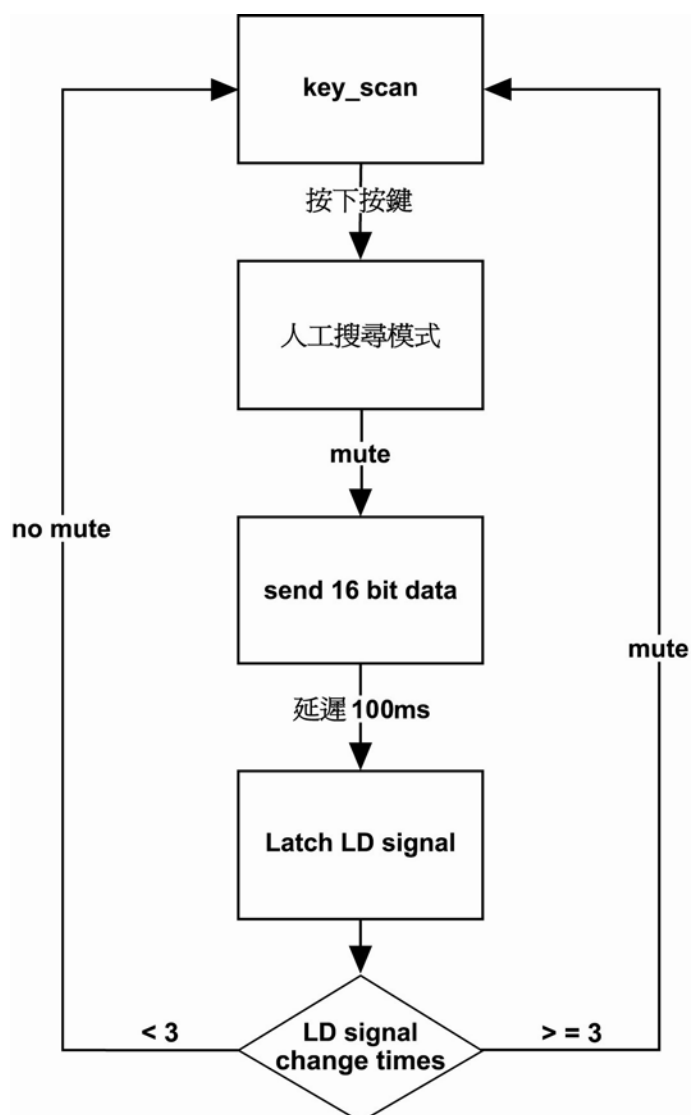 key_scan
按下按鍵
人工搜尋模式
mute
no mute
send 16 bit data
mute
延遲 100ms
Latch LD signal
< 3
LD signal
change times
> = 3